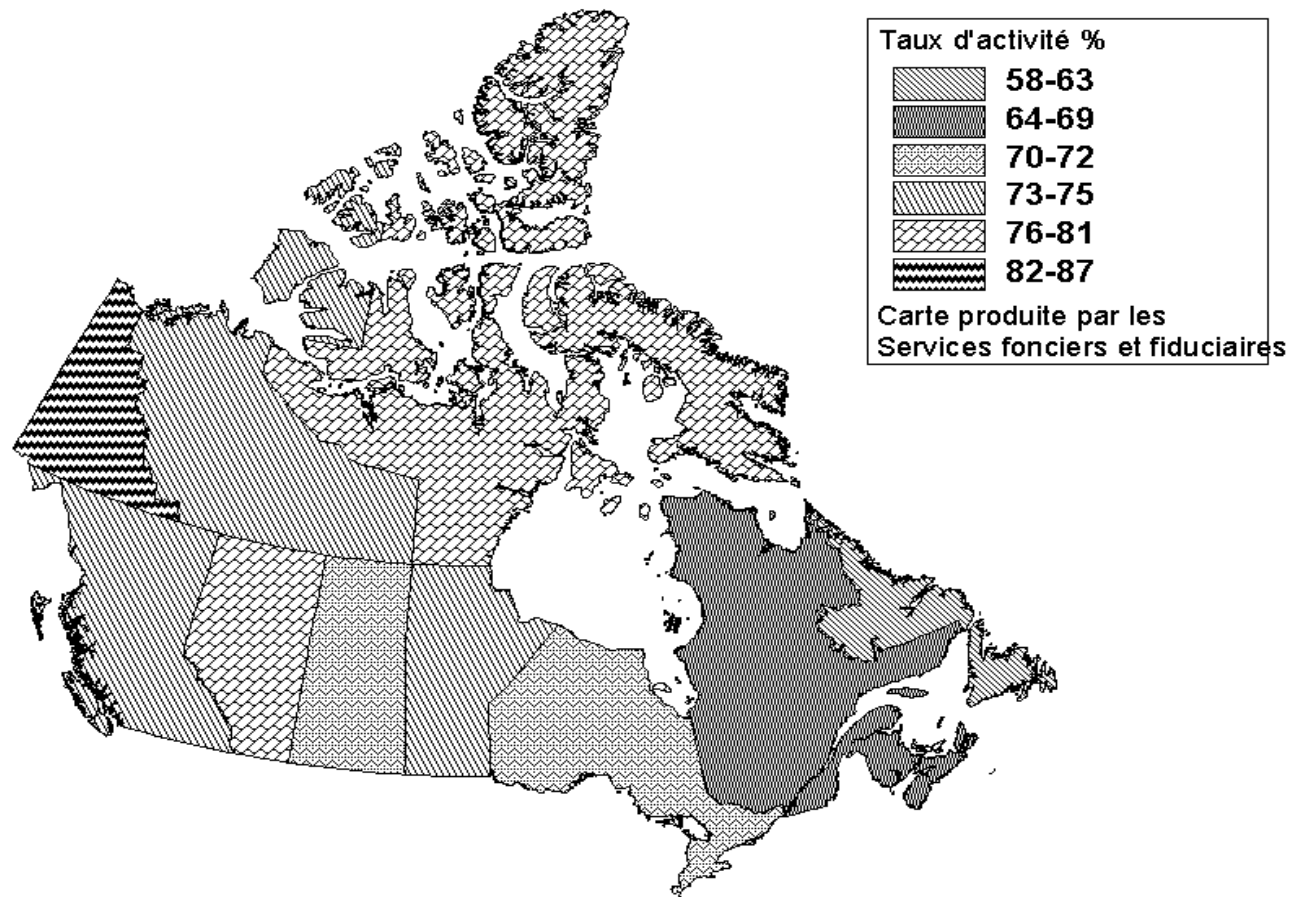 Taux d'activité %
58-63
64-69
70-72
73-75
76-81
82-87
Carte produite par les
Services fonciers et fiduciaires